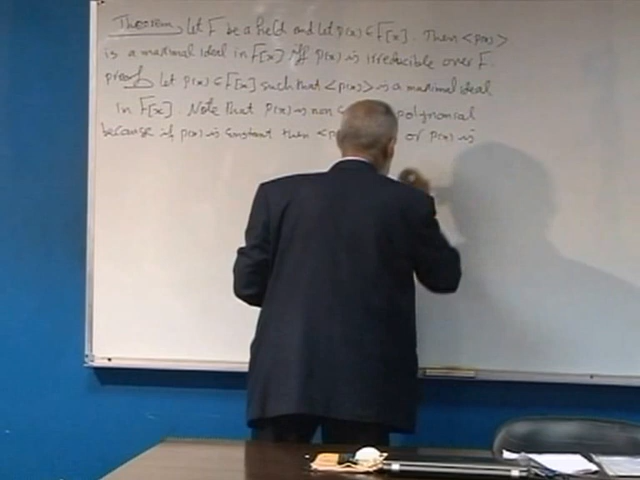 Theorem Let F be a field and let p(x) ∈ F[x]. Then <p(x)>
is a maximal ideal in F[x] iff p(x) is irreducible over F.
proof Let p(x) ∈ F[x] such that <p(x)> is a maximal ideal
in F[x]. Note that p(x) is non polynomial
because if p(x) is constant then <p or p(x) is